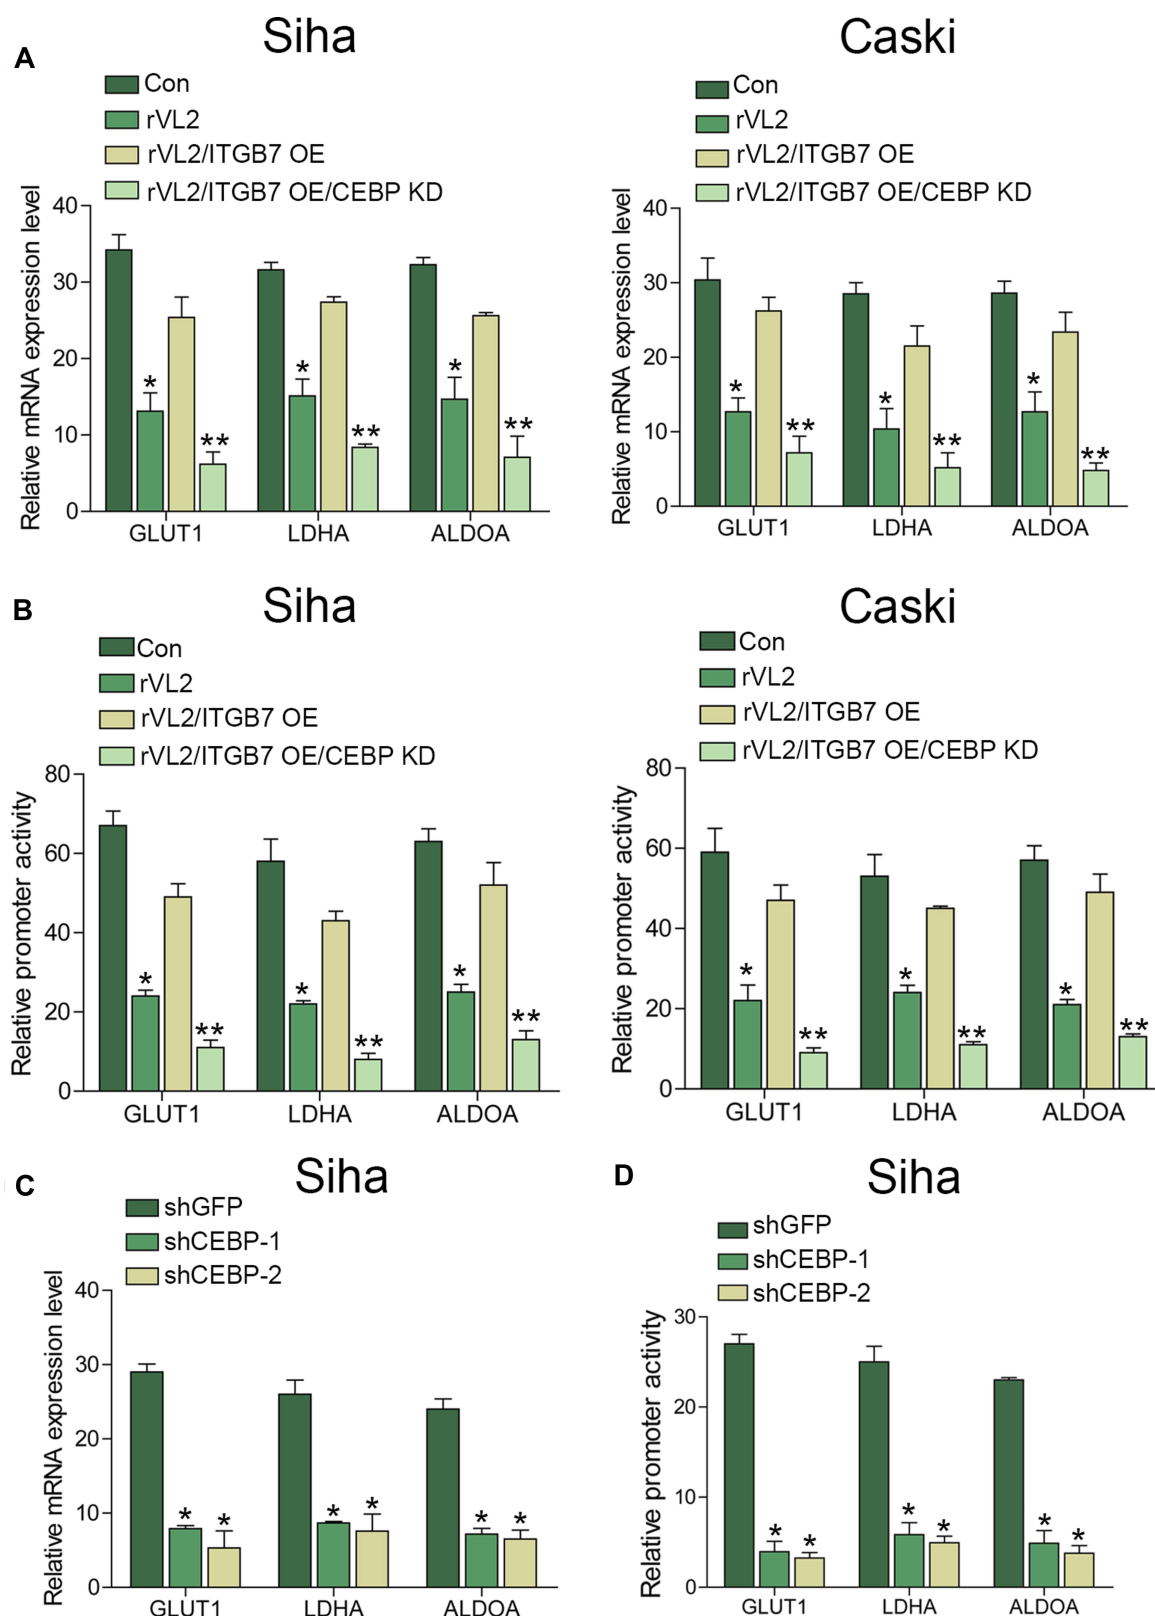 A
Siha
Con
rVL2
rVL2/ITGB7 OE
rVL2/ITGB7 OE/CEBP KD
Relative mRNA expression level
40
30
20
10
0
*
**
*
**
*
**
GLUT1
LDHA
ALDOA
Caski
Con
rVL2
rVL2/ITGB7 OE
rVL2/ITGB7 OE/CEBP KD
Relative mRNA expression level
40
30
20
10
0
*
**
*
**
*
**
GLUT1
LDHA
ALDOA
B
Siha
Con
rVL2
rVL2/ITGB7 OE
rVL2/ITGB7 OE/CEBP KD
Relative promoter activity
80
60
40
20
0
*
**
*
**
*
**
GLUT1
LDHA
ALDOA
Caski
Con
rVL2
rVL2/ITGB7 OE
rVL2/ITGB7 OE/CEBP KD
Relative promoter activity
80
60
40
20
0
*
**
*
**
*
**
GLUT1
LDHA
ALDOA
C
Siha
shGFP
shCEBP-1
shCEBP-2
Relative mRNA expression level
40
30
20
10
0
*
*
*
*
*
*
GLUT1
LDHA
ALDOA
D
Siha
shGFP
shCEBP-1
shCEBP-2
Relative promoter activity
30
20
10
0
*
*
*
*
*
*
GLUT1
LDHA
ALDOA